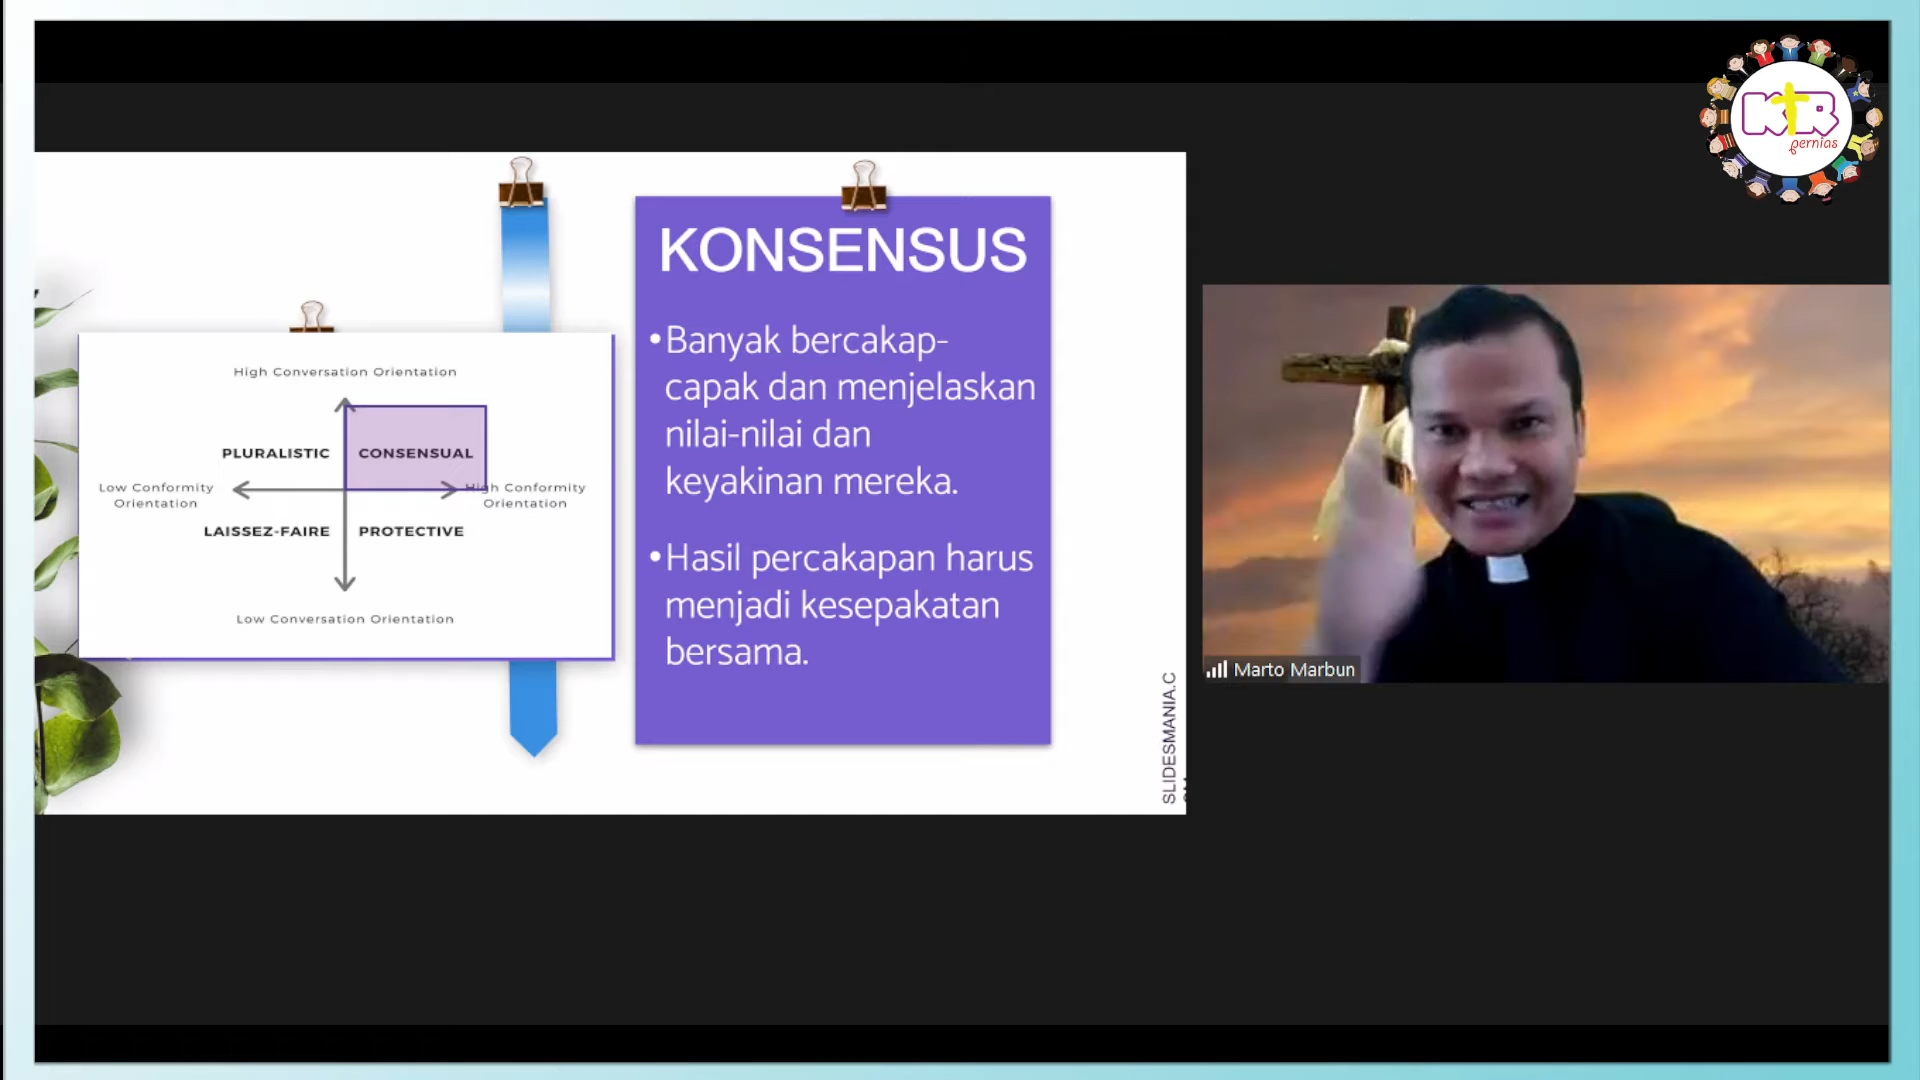 KTR
pernias
KONSENSUS
•Banyak bercakap-
capak dan menjelaskan
nilai-nilai dan
keyakinan mereka.
•Hasil percakapan harus
menjadi kesepakatan
bersama.
High Conversation Orientation
PLURALISTIC CONSENSUAL
Low Conformity
Orientation
High Conformity
Orientation
LAISSEZ-FAIRE PROTECTIVE
Low Conversation Orientation
Marto Marbun
SLIDESMANIA.C